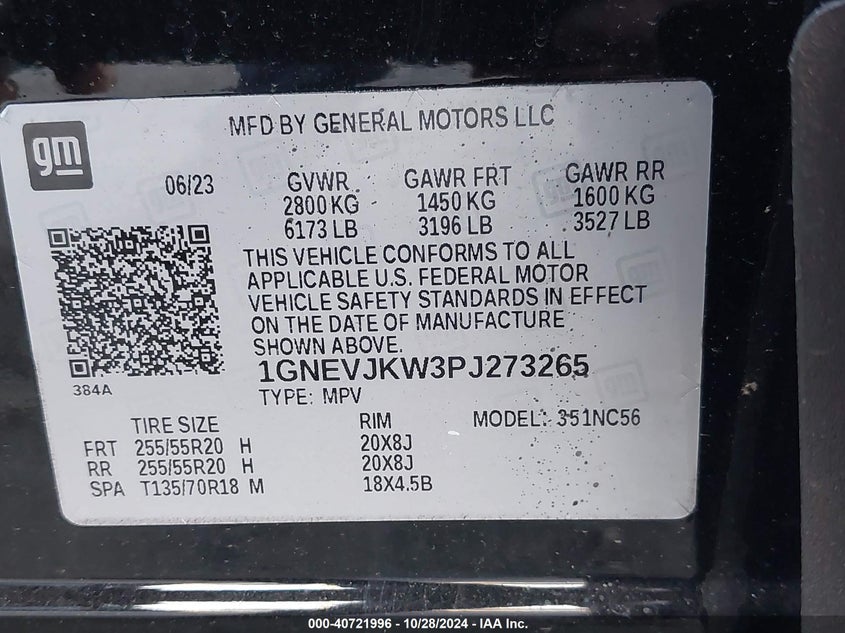 gm
MFD BY GENERAL MOTORS LLC
06/23
GVWR GAWR FRT GAWR RR
2800 KG 1450 KG 1600 KG
6173 LB 3196 LB 3527 LB
THIS VEHICLE CONFORMS TO ALL
APPLICABLE U.S. FEDERAL MOTOR
VEHICLE SAFETY STANDARDS IN EFFECT
ON THE DATE OF MANUFACTURE
SHOWN ABOVE.
1GNEVJKW3PJ273265
384A
TYPE: MPV
TIRE SIZE RIM MODEL: 351NC56
FRT 255/55R20 H 20X8J
RR 255/55R20 H 20X8J
SPA T135/70R18 M 18X4.5B
000-40721996 - 10/28/2024 - IAA Inc.